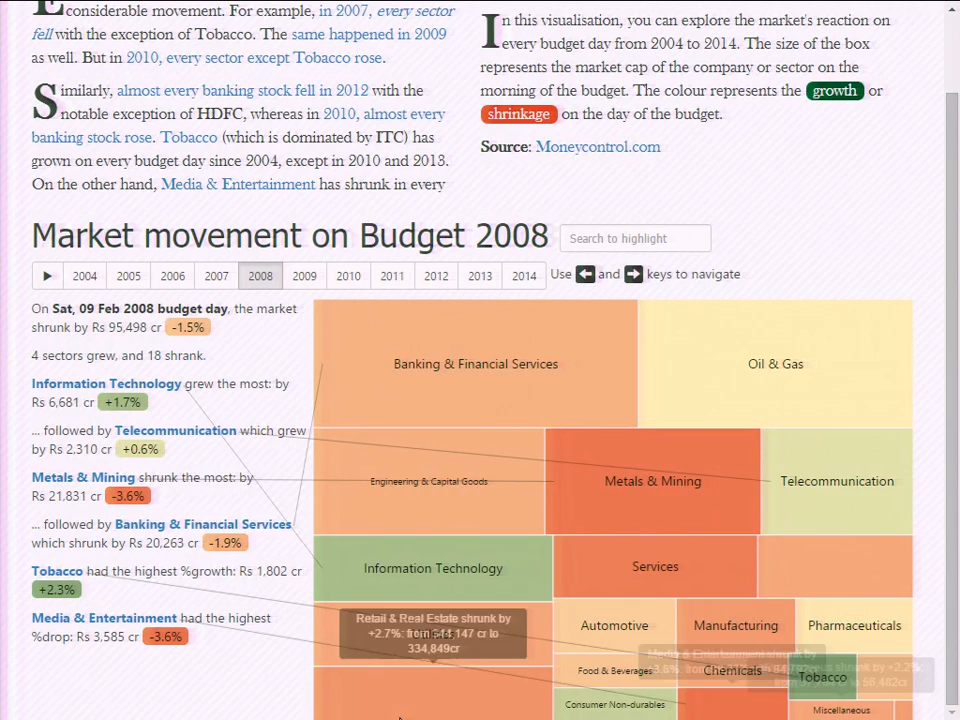 Considerable movement. For example, in 2007, every sector
fell with the exception of Tobacco. The same happened in 2009
as well. But in 2010, every sector except Tobacco rose.
Similarly, almost every banking stock fell in 2012 with the
notable exception of HDFC, whereas in 2010, almost every
banking stock rose. Tobacco (which is dominated by ITC) has
grown on every budget day since 2004, except in 2010 and 2013.
On the other hand, Media & Entertainment has shrunk in every
In this visualisation, you can explore the market's reaction on
every budget day from 2004 to 2014. The size of the box
represents the market cap of the company or sector on the
morning of the budget. The colour represents the growth or
shrinkage on the day of the budget.
Source: Moneycontrol.com
Market movement on Budget 2008
Search to highlight
2004 2005 2006 2007 2008 2009 2010 2011 2012 2013 2014 Use and keys to navigate
On Sat, 09 Feb 2008 budget day, the market
shrunk by Rs 95,498 cr -1.5%
4 sectors grew, and 18 shrank.
Information Technology grew the most: by
Rs 6,681 cr +1.7%
... followed by Telecommunication which grew
by Rs 2,310 cr +0.6%
Metals & Mining shrunk the most: by
Rs 21,831 cr -3.6%
... followed by Banking & Financial Services
which shrunk by Rs 20,263 cr -1.9%
Tobacco had the highest %growth: Rs 1,802 cr
+2.3%
Media & Entertainment had the highest
%drop: Rs 3,585 cr -3.6%
Banking & Financial Services
Oil & Gas
Engineering & Capital Goods
Metals & Mining
Telecommunication
Information Technology
Services
Retail & Real Estate shrunk by
334,849cr
Automotive
Manufacturing
Pharmaceuticals
Food & Beverages
Chemicals
Tobacco
Consumer Non-durables
Miscellaneous